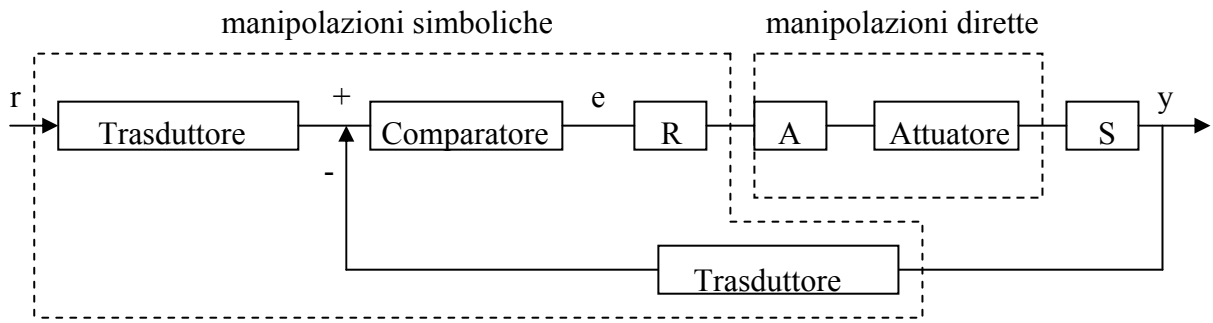 manipolazioni simboliche
manipolazioni dirette
r
+
e
y
Trasduttore
Comparatore
R
A
Attuatore
S
-
Trasduttore